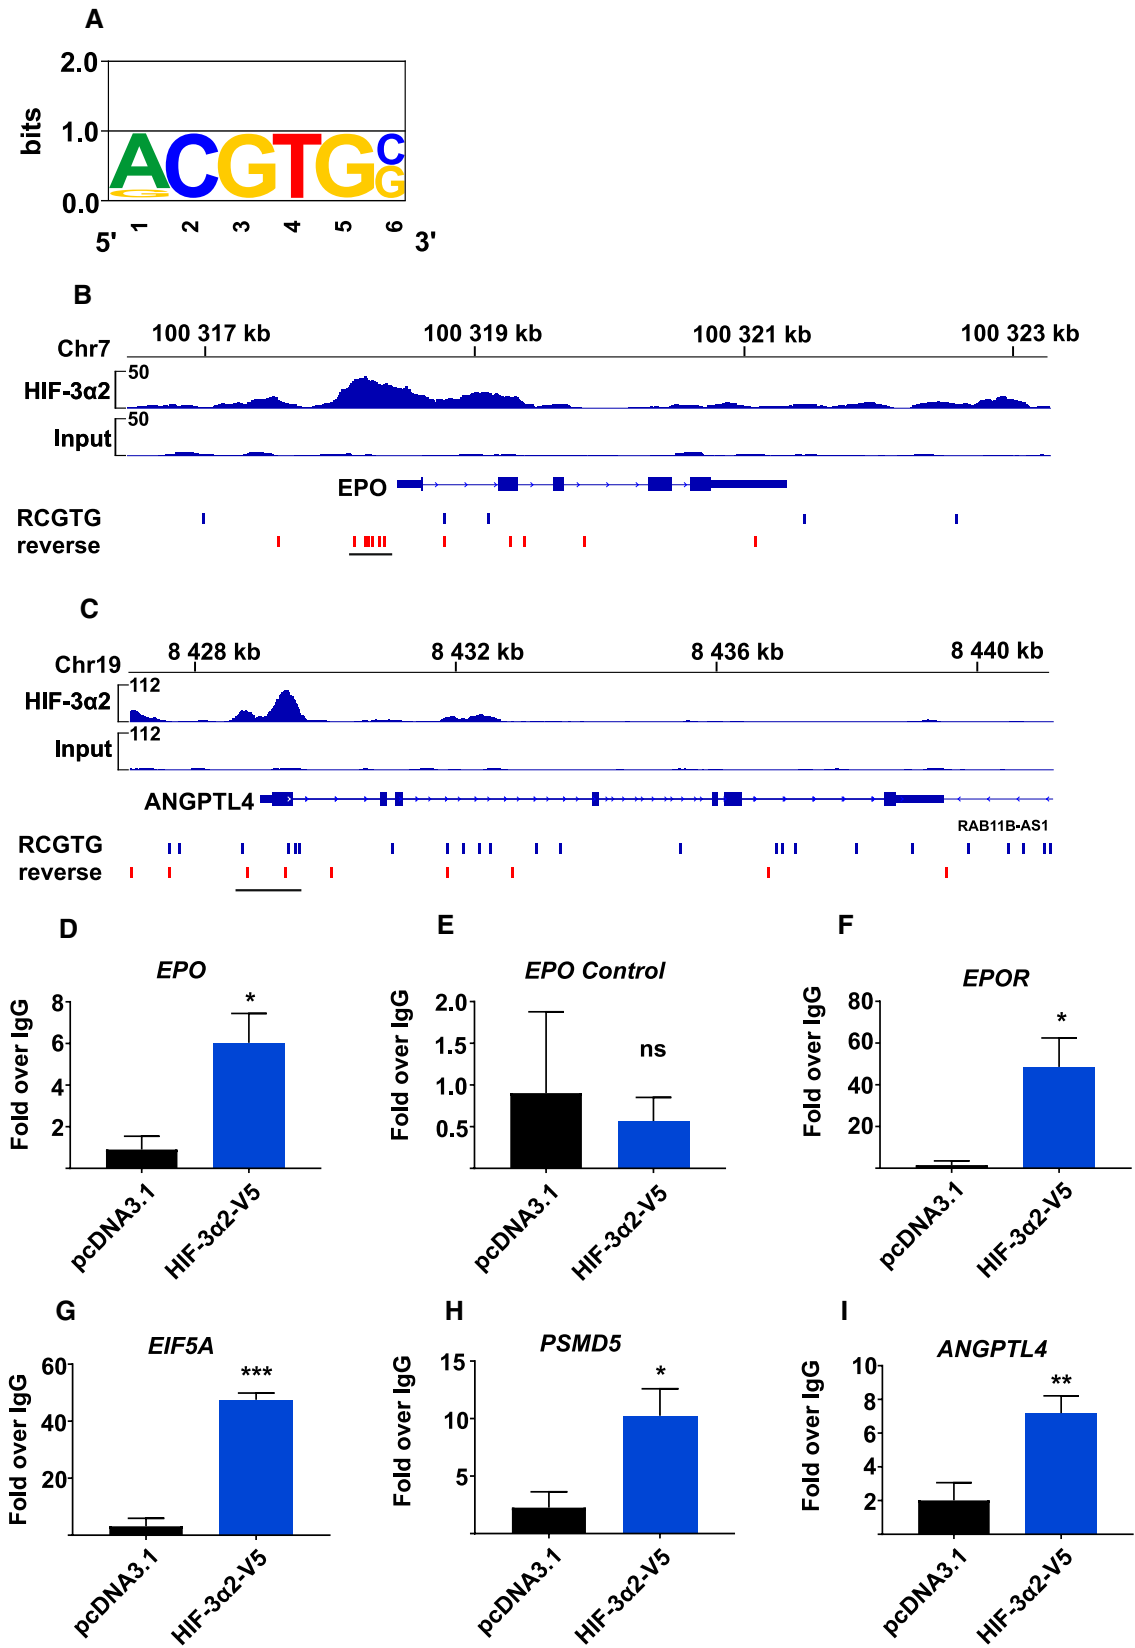 A
2.0
bits
1.0
ACGTGC
G
G
0.0
1 2 3 4 5 6
5' 3'
B
100 317 kb 100 319 kb 100 321 kb 100 323 kb
Chr7
50
HIF-3α2
50
Input
EPO
RCGTG
reverse
C
8 428 kb 8 432 kb 8 436 kb 8 440 kb
Chr19
112
HIF-3α2
112
Input
ANGPTL4
RAB11B-AS1
RCGTG
reverse
D
EPO
Fold over IgG
8
6
4
2
*
pcDNA3.1
HIF-3α2-V5
E
EPO Control
Fold over IgG
2.0
1.5
1.0
0.5
ns
pcDNA3.1
HIF-3α2-V5
F
EPOR
Fold over IgG
80
60
40
20
*
pcDNA3.1
HIF-3α2-V5
G
EIF5A
Fold over IgG
60
40
20
***
pcDNA3.1
HIF-3α2-V5
H
PSMD5
Fold over IgG
15
10
5
*
pcDNA3.1
HIF-3α2-V5
I
ANGPTL4
Fold over IgG
10
8
6
4
2
**
pcDNA3.1
HIF-3α2-V5